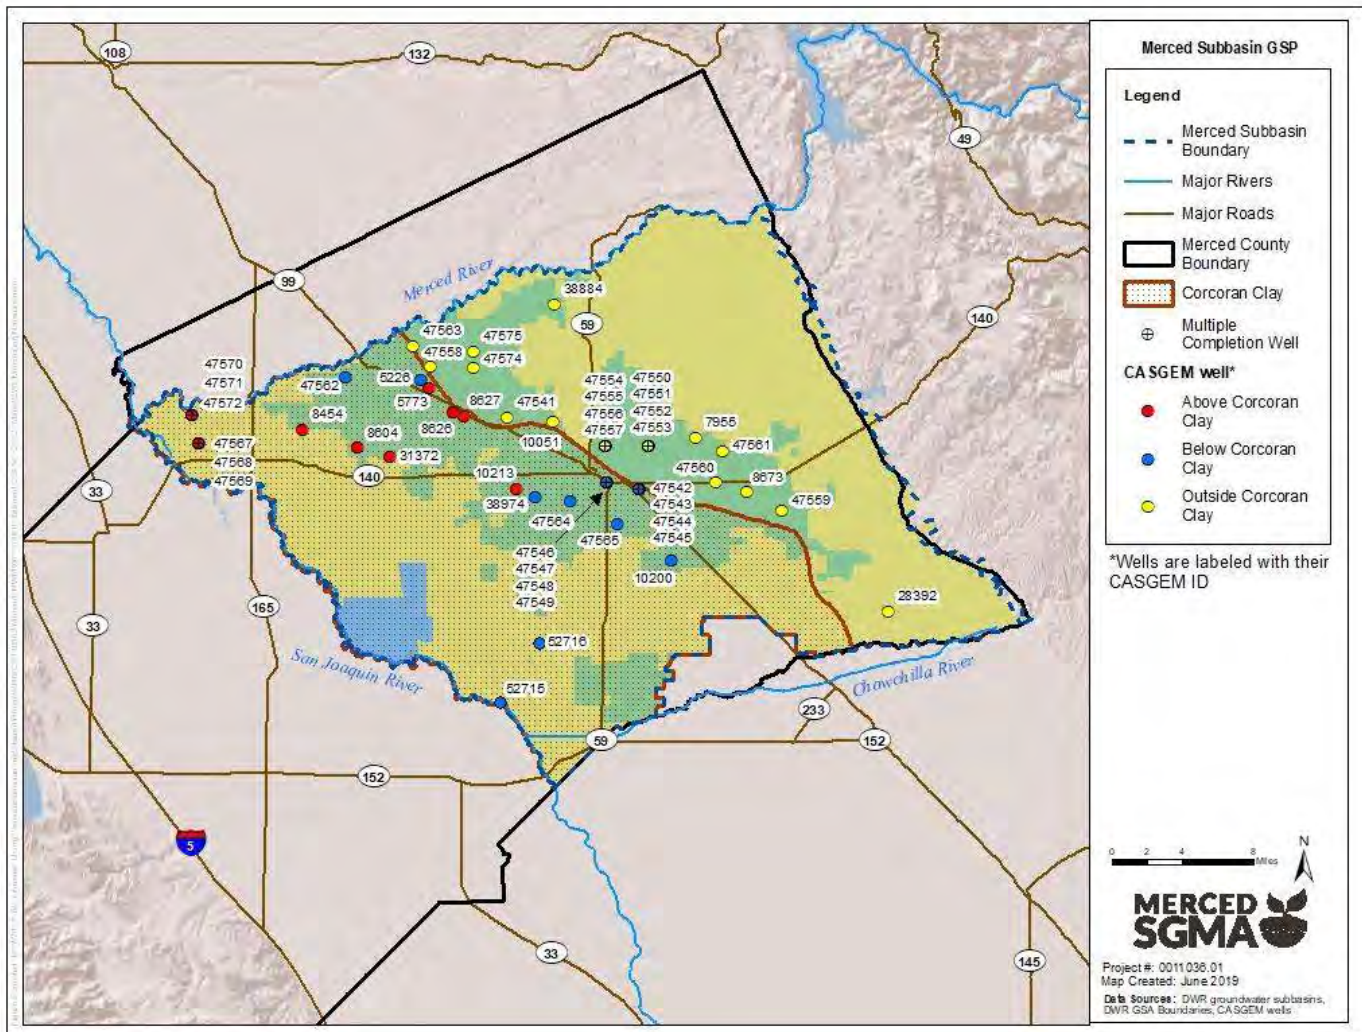 108
132
49
99
Merced River
38884
59
140
47563
47575
47558
47574
47570
47571
47572
47562
5226
5773
8627
47541
8626
10051
47554
47555
47556
47557
47550
47551
47552
47553
7955
47561
8454
8604
31372
47567
47568
47569
140
33
10213
38974
47564
47565
47560
8673
47559
47542
47543
47544
47545
47546
47547
47548
47549
10200
28392
165
33
52716
52715
San Joaquin River
Chowchilla River
233
59
152
152
5
33
145
Merced Subbasin GSP
Legend
Merced Subbasin
Boundary
Major Rivers
Major Roads
Merced County
Boundary
Corcoran Clay
Multiple
Completion Well
CASGEM well*
Above Corcoran
Clay
Below Corcoran
Clay
Outside Corcoran
Clay
*Wells are labeled with their
CASGEM ID
0 2 4 8
Miles
N
MERCED
SGMA
Project #: 0011036.01
Map Created: June 2019
Data Sources: DWR groundwater subbasins,
DWR GSA Boundaries, CASGEM wells